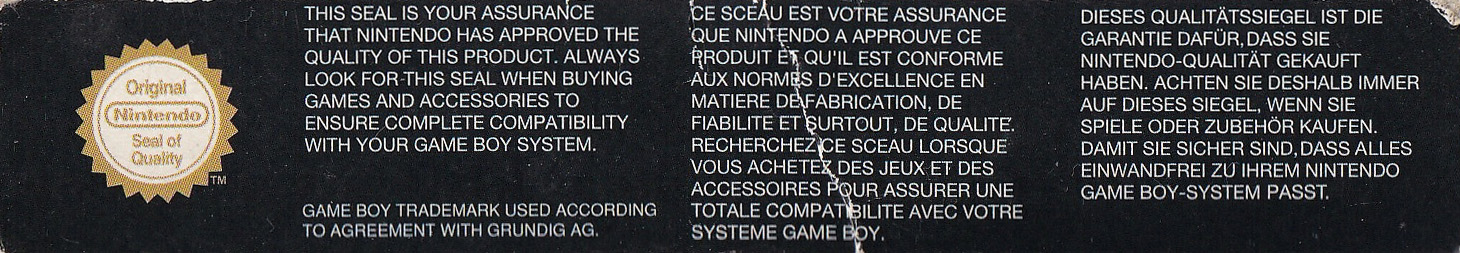 Original
Nintendo
Seal of
Quality
TM
THIS SEAL IS YOUR ASSURANCE
THAT NINTENDO HAS APPROVED THE
QUALITY OF THIS PRODUCT. ALWAYS
LOOK FOR THIS SEAL WHEN BUYING
GAMES AND ACCESSORIES TO
ENSURE COMPLETE COMPATIBILITY
WITH YOUR GAME BOY SYSTEM.
GAME BOY TRADEMARK USED ACCORDING
TO AGREEMENT WITH GRUNDIG AG.
CE SCEAU EST VOTRE ASSURANCE
QUE NINTENDO A APPROUVE CE
PRODUIT ET QU'IL EST CONFORME
AUX NORMES D'EXCELLENCE EN
MATIERE DE FABRICATION, DE
FIABILITE ET SURTOUT, DE QUALITE.
RECHERCHEZ CE SCEAU LORSQUE
VOUS ACHETEZ DES JEUX ET DES
ACCESSOIRES POUR ASSURER UNE
TOTALE COMPATIBILITE AVEC VOTRE
SYSTEME GAME BOY.
DIESES QUALITÄTSSIEGEL IST DIE
GARANTIE DAFÜR, DASS SIE
NINTENDO-QUALITÄT GEKAUFT
HABEN. ACHTEN SIE DESHALB IMMER
AUF DIESES SIEGEL, WENN SIE
SPIELE ODER ZUBEHÖR KAUFEN.
DAMIT SIE SICHER SIND, DASS ALLES
EINWANDFREI ZU IHREM NINTENDO
GAME BOY-SYSTEM PASST.